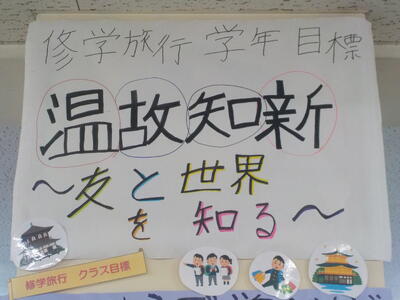 修学旅行 学年目標
温故知新
〜友と世界
を知る〜
修学旅行 クラス目標